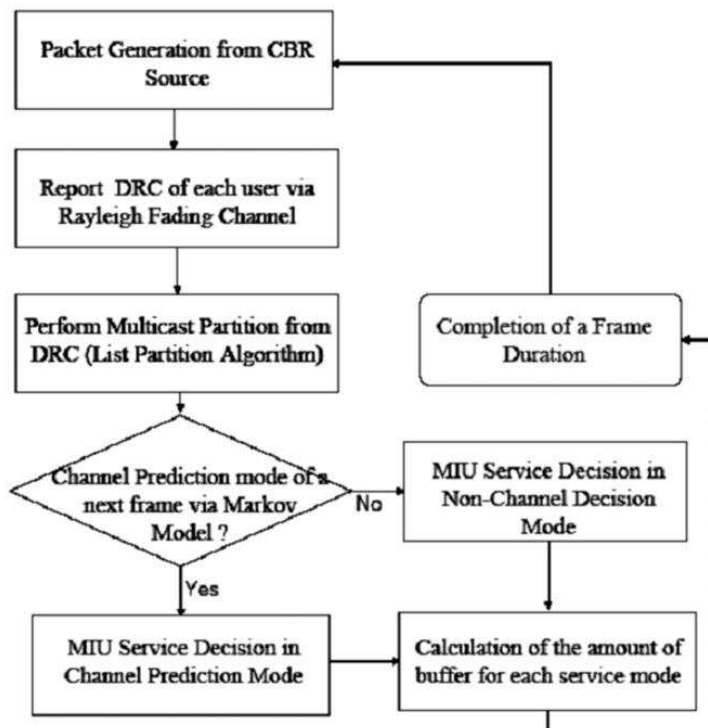 Packet Generation from CBR
Source
Report DRC of each user via
Rayleigh Fading Channel
Perform Multicast Partition from
DRC (List Partition Algorithm)
Completion of a Frame
Duration
Channel Prediction mode of a
next frame via Markov
Model ?
No
MIU Service Decision in
Non-Channel Decision
Mode
Yes
MIU Service Decision in
Channel Prediction Mode
Calculation of the amount of
buffer for each service mode